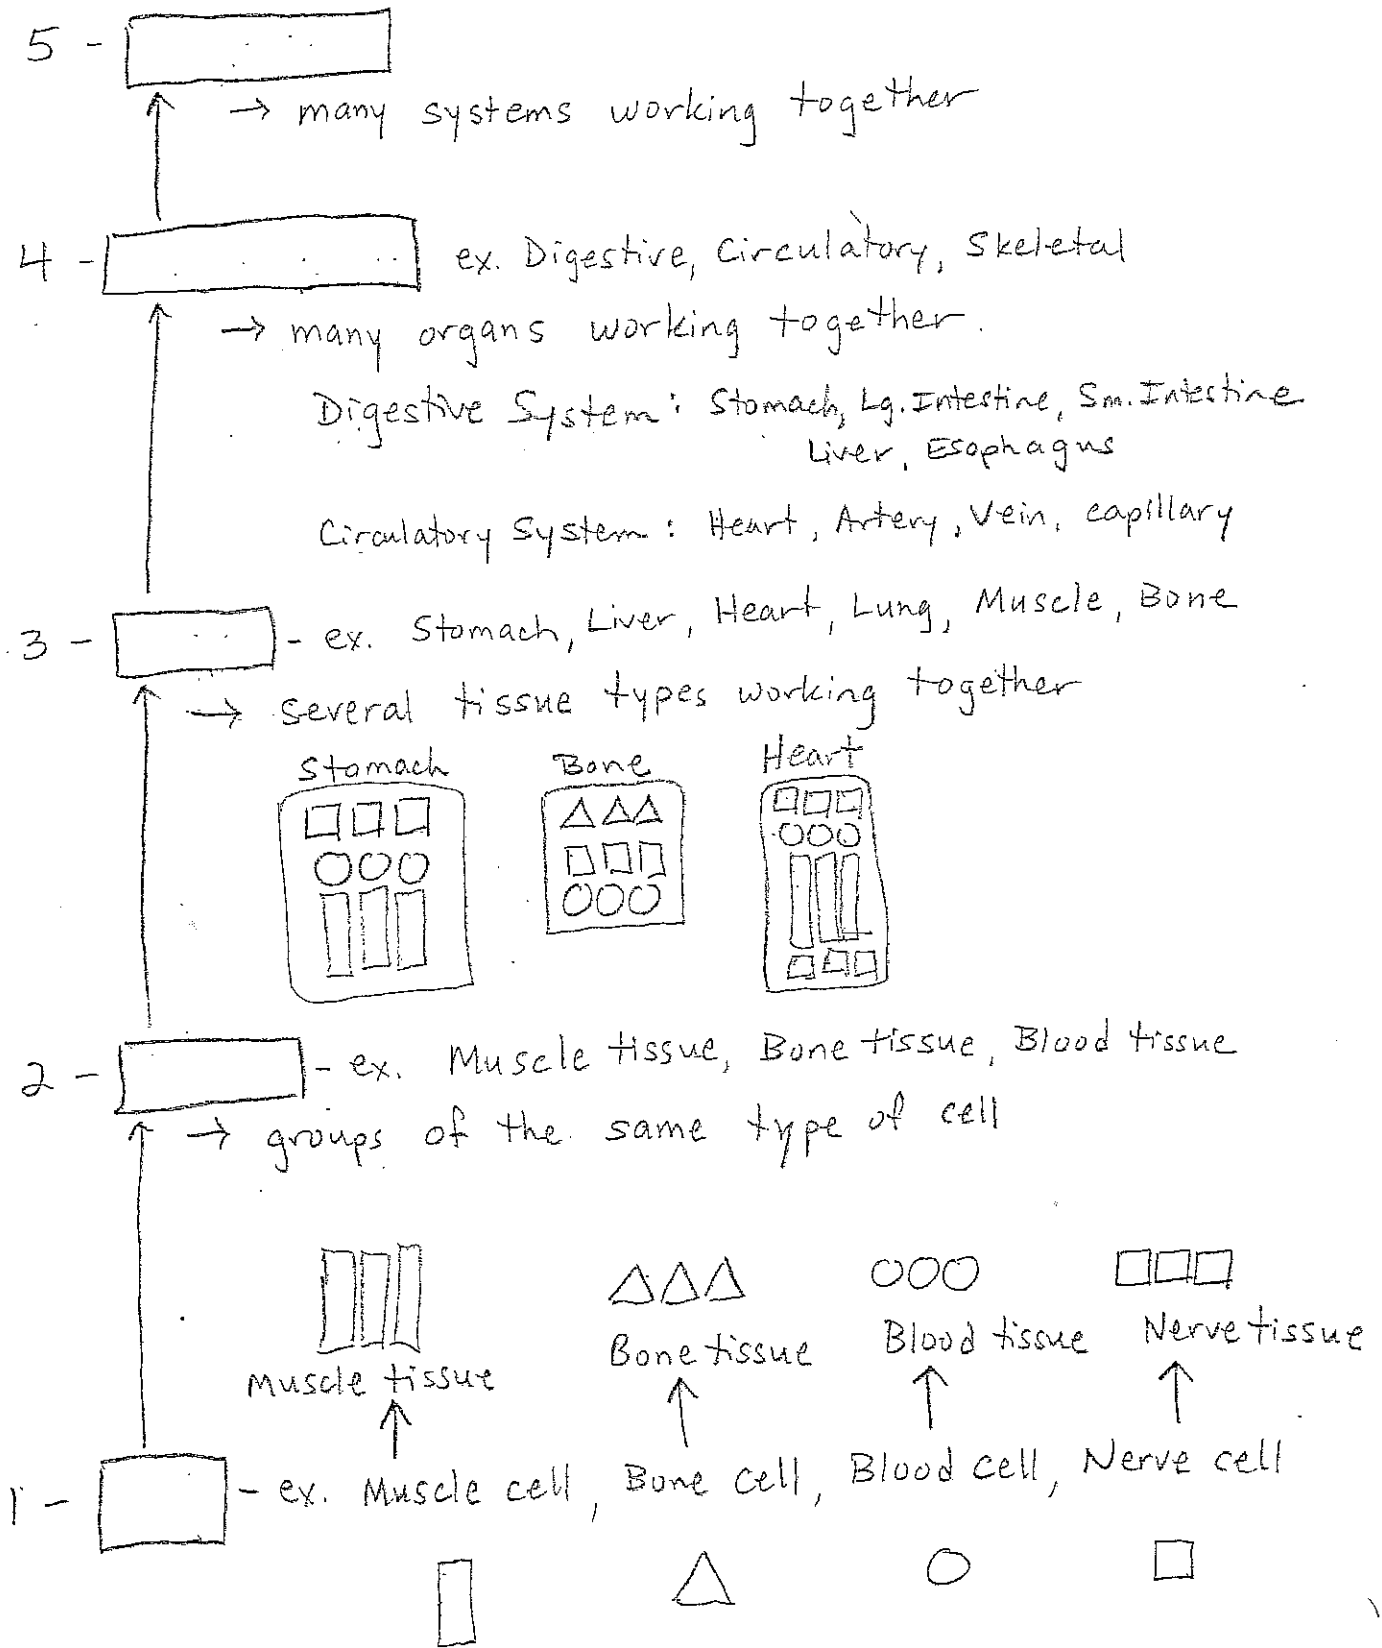 5 -
→ many systems working together
4 - ex. Digestive, Circulatory, Skeletal
→ many organs working together.
Digestive System: Stomach, Lg. Intestine, Sm. Intestine
Liver, Esophagus
Circulatory System: Heart, Artery, Vein, capillary
3 - - ex. Stomach, Liver, Heart, Lung, Muscle, Bone
→ several tissue types working together
Stomach Bone Heart
2 - - ex. Muscle tissue, Bone tissue, Blood tissue
→ groups of the same type of cell
Muscle tissue Bone tissue Blood tissue Nerve tissue
1 - - ex. Muscle cell, Bone cell, Blood cell, Nerve cell